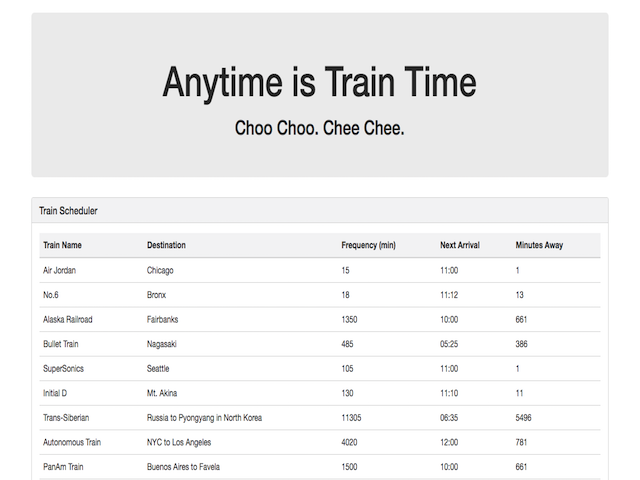 Anytime is Train Time
Choo Choo. Chee Chee.
Train Scheduler
Train Name Destination Frequency (min) Next Arrival Minutes Away
Air Jordan Chicago 15 11:00 1
No.6 Bronx 18 11:12 13
Alaska Railroad Fairbanks 1350 10:00 661
Bullet Train Nagasaki 485 05:25 386
SuperSonics Seattle 105 11:00 1
Initial D Mt. Akina 130 11:10 11
Trans-Siberian Russia to Pyongyang in North Korea 11305 06:35 5496
Autonomous Train NYC to Los Angeles 4020 12:00 781
PanAm Train Buenos Aires to Favela 1500 10:00 661